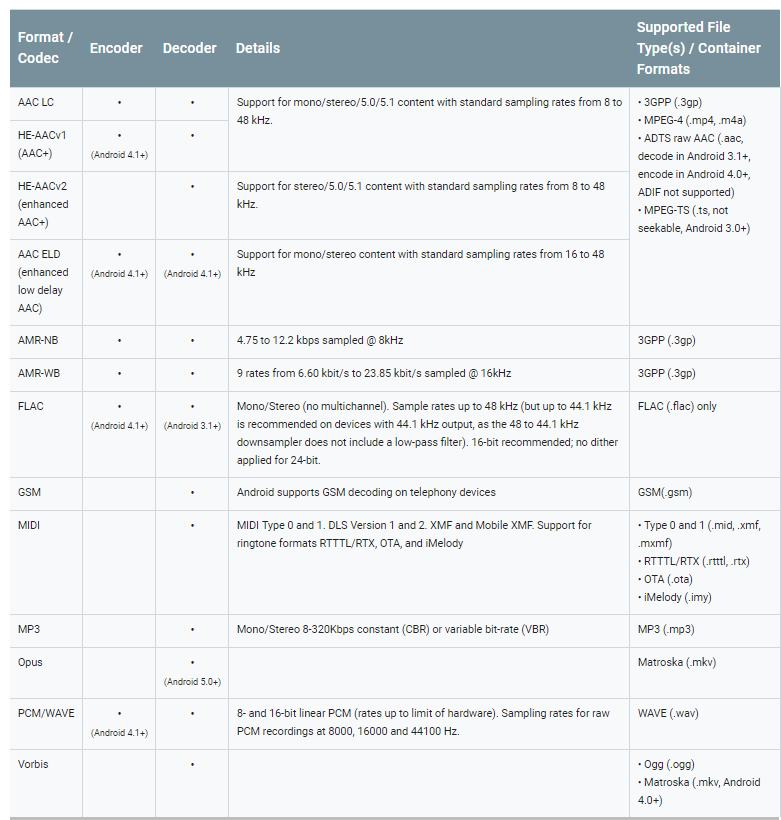 Format / Codec
Encoder
Decoder
Details
Supported File
Type(s) / Container
Formats
AAC LC
•
•
Support for mono/stereo/5.0/5.1 content with standard sampling rates from 8 to
48 kHz.
• 3GPP (.3gp)
• MPEG-4 (.mp4, .m4a)
• ADTS raw AAC (.aac,
decode in Android 3.1+,
encode in Android 4.0+,
ADIF not supported)
• MPEG-TS (.ts, not
seekable, Android 3.0+)
HE-AACv1
(AAC+)
•
(Android 4.1+)
•
HE-AACv2
(enhanced
AAC+)
•
Support for stereo/5.0/5.1 content with standard sampling rates from 8 to 48
kHz.
AAC ELD
(enhanced
low delay
AAC)
•
(Android 4.1+)
•
(Android 4.1+)
Support for mono/stereo content with standard sampling rates from 16 to 48
kHz
AMR-NB
•
•
4.75 to 12.2 kbps sampled @ 8kHz
3GPP (.3gp)
AMR-WB
•
•
9 rates from 6.60 kbit/s to 23.85 kbit/s sampled @ 16kHz
3GPP (.3gp)
FLAC
•
(Android 4.1+)
•
(Android 3.1+)
Mono/Stereo (no multichannel). Sample rates up to 48 kHz (but up to 44.1 kHz
is recommended on devices with 44.1 kHz output, as the 48 to 44.1 kHz
downsampler does not include a low-pass filter). 16-bit recommended; no dither
applied for 24-bit.
FLAC (.flac) only
GSM
•
Android supports GSM decoding on telephony devices
GSM(.gsm)
MIDI
•
MIDI Type 0 and 1. DLS Version 1 and 2. XMF and Mobile XMF. Support for
ringtone formats RTTTL/RTX, OTA, and iMelody
• Type 0 and 1 (.mid, .xmf,
.mxmf)
• RTTTL/RTX (.rtttl, .rtx)
• OTA (.ota)
• iMelody (.imy)
MP3
•
Mono/Stereo 8-320Kbps constant (CBR) or variable bit-rate (VBR)
MP3 (.mp3)
Opus
•
(Android 5.0+)
Matroska (.mkv)
PCM/WAVE
•
(Android 4.1+)
•
8- and 16-bit linear PCM (rates up to limit of hardware). Sampling rates for raw
PCM recordings at 8000, 16000 and 44100 Hz.
WAVE (.wav)
Vorbis
•
• Ogg (.ogg)
• Matroska (.mkv, Android
4.0+)